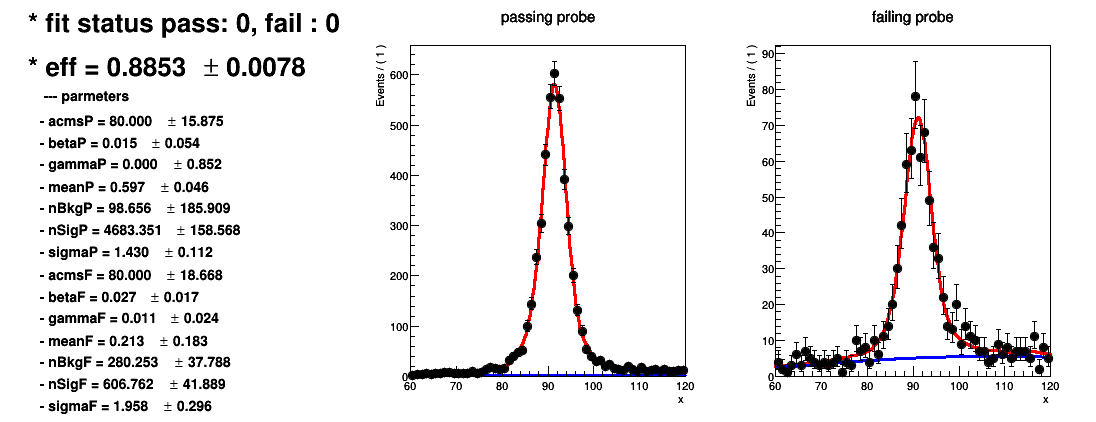 * fit status pass: 0, fail : 0
* eff = 0.8853 ± 0.0078
--- parmeters
- acmsP = 80.000 ± 15.875
- betaP = 0.015 ± 0.054
- gammaP = 0.000 ± 0.852
- meanP = 0.597 ± 0.046
- nBkgP = 98.656 ± 185.909
- nSigP = 4683.351 ± 158.568
- sigmaP = 1.430 ± 0.112
- acmsF = 80.000 ± 18.668
- betaF = 0.027 ± 0.017
- gammaF = 0.011 ± 0.024
- meanF = 0.213 ± 0.183
- nBkgF = 280.253 ± 37.788
- nSigF = 606.762 ± 41.889
- sigmaF = 1.958 ± 0.296
passing probe
Events / ( 1 )
600
500
400
300
200
100
0
60 70 80 90 100 110 120
x
failing probe
Events / ( 1 )
90
80
70
60
50
40
30
20
10
0
60 70 80 90 100 110 120
x